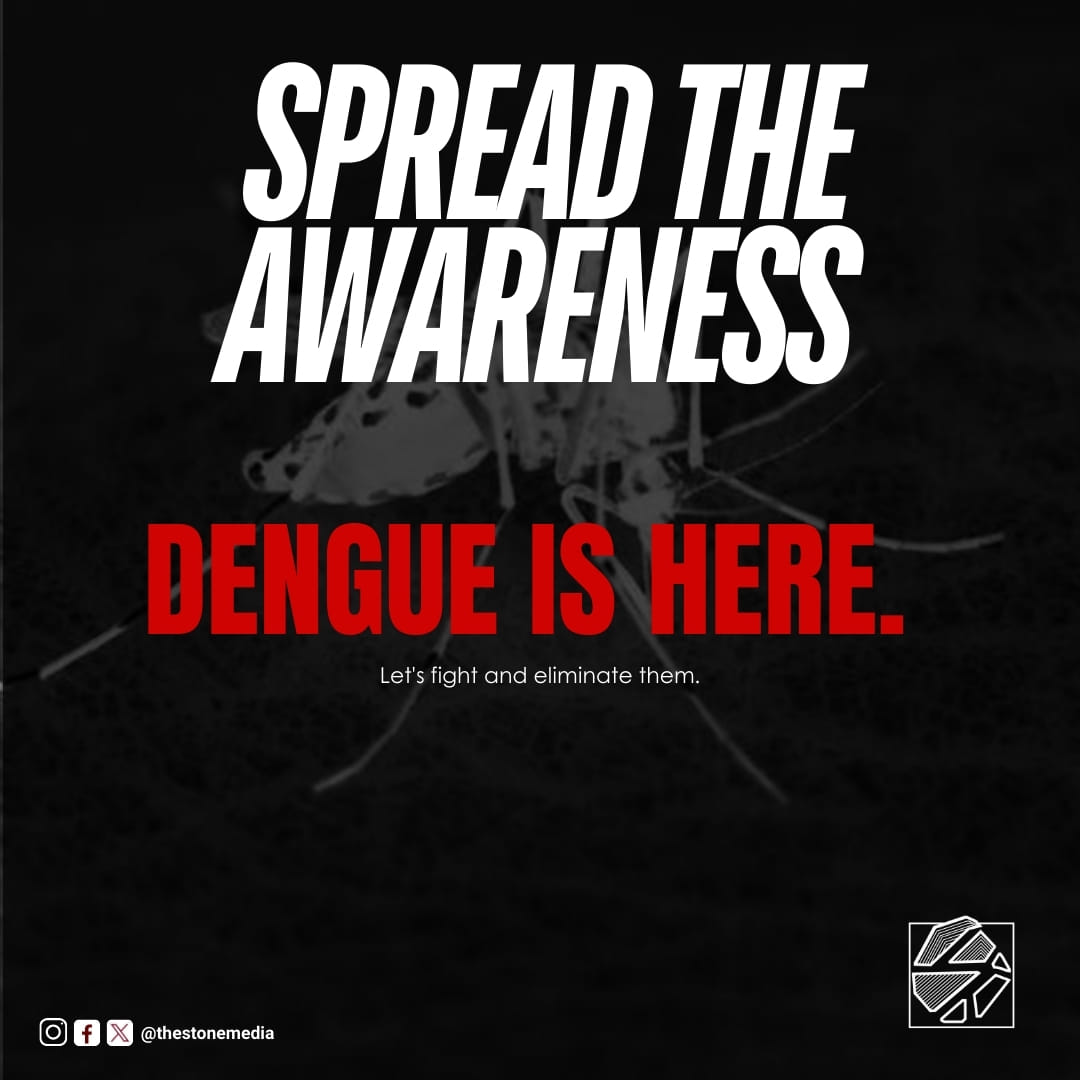 SPREAD THE
AWARENESS
DENGUE IS HERE.
Let's fight and eliminate them.
@thestonemedia